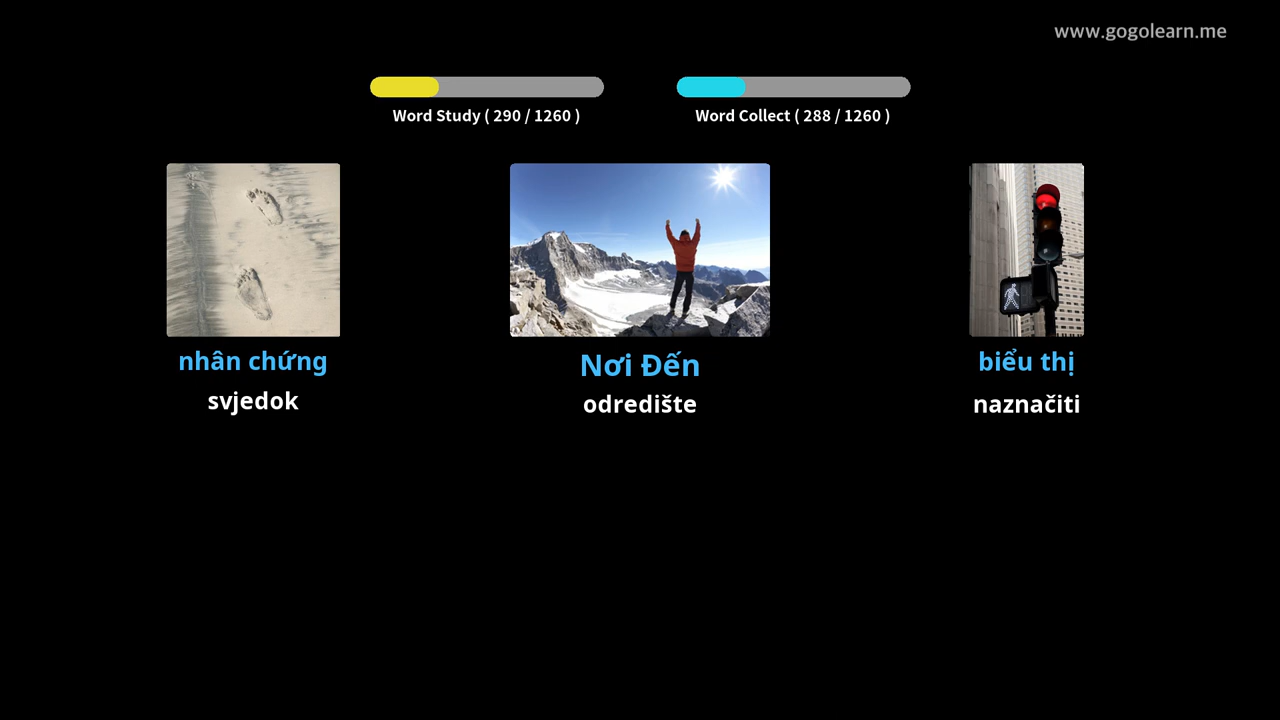 www.gogolearn.me
Word Study ( 290 / 1260 )
Word Collect ( 288 / 1260 )
nhân chứng
svjedok
Nơi Đến
odredište
biểu thị
naznačiti